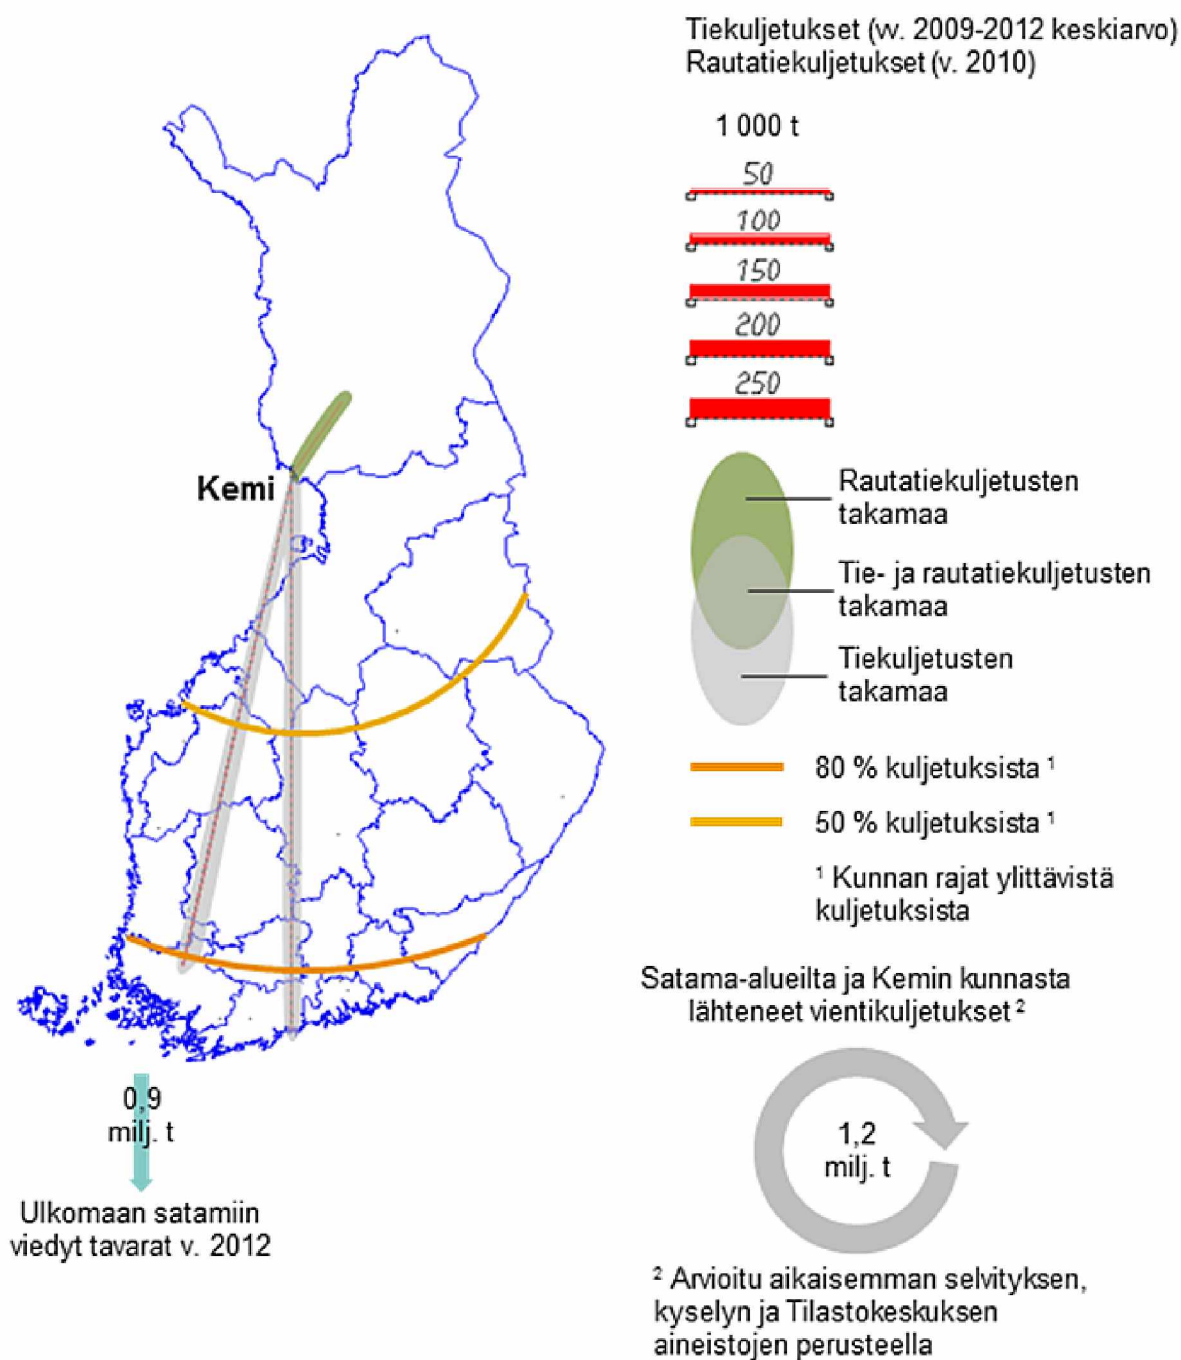 Tiekuljetukset (vv. 2009-2012 keskiarvo)
Rautatiekuljetukset (v. 2010)
1 000 t
50
100
150
200
250
Kemi
Rautatiekuljetusten
takamaa
Tie- ja rautatiekuljetusten
takamaa
Tiekuljetusten
takamaa
80 % kuljetuksista ¹
50 % kuljetuksista ¹
¹ Kunnan rajat ylittävistä
kuljetuksista
Satama-alueilta ja Kemin kunnasta
lähteneet vientikuljetukset ²
1,2
milj. t
0,9
milj. t
Ulkomaan satamiin
viedyt tavarat v. 2012
² Arvioitu aikaisemman selvityksen,
kyselyn ja Tilastokeskuksen
aineistojen perusteella